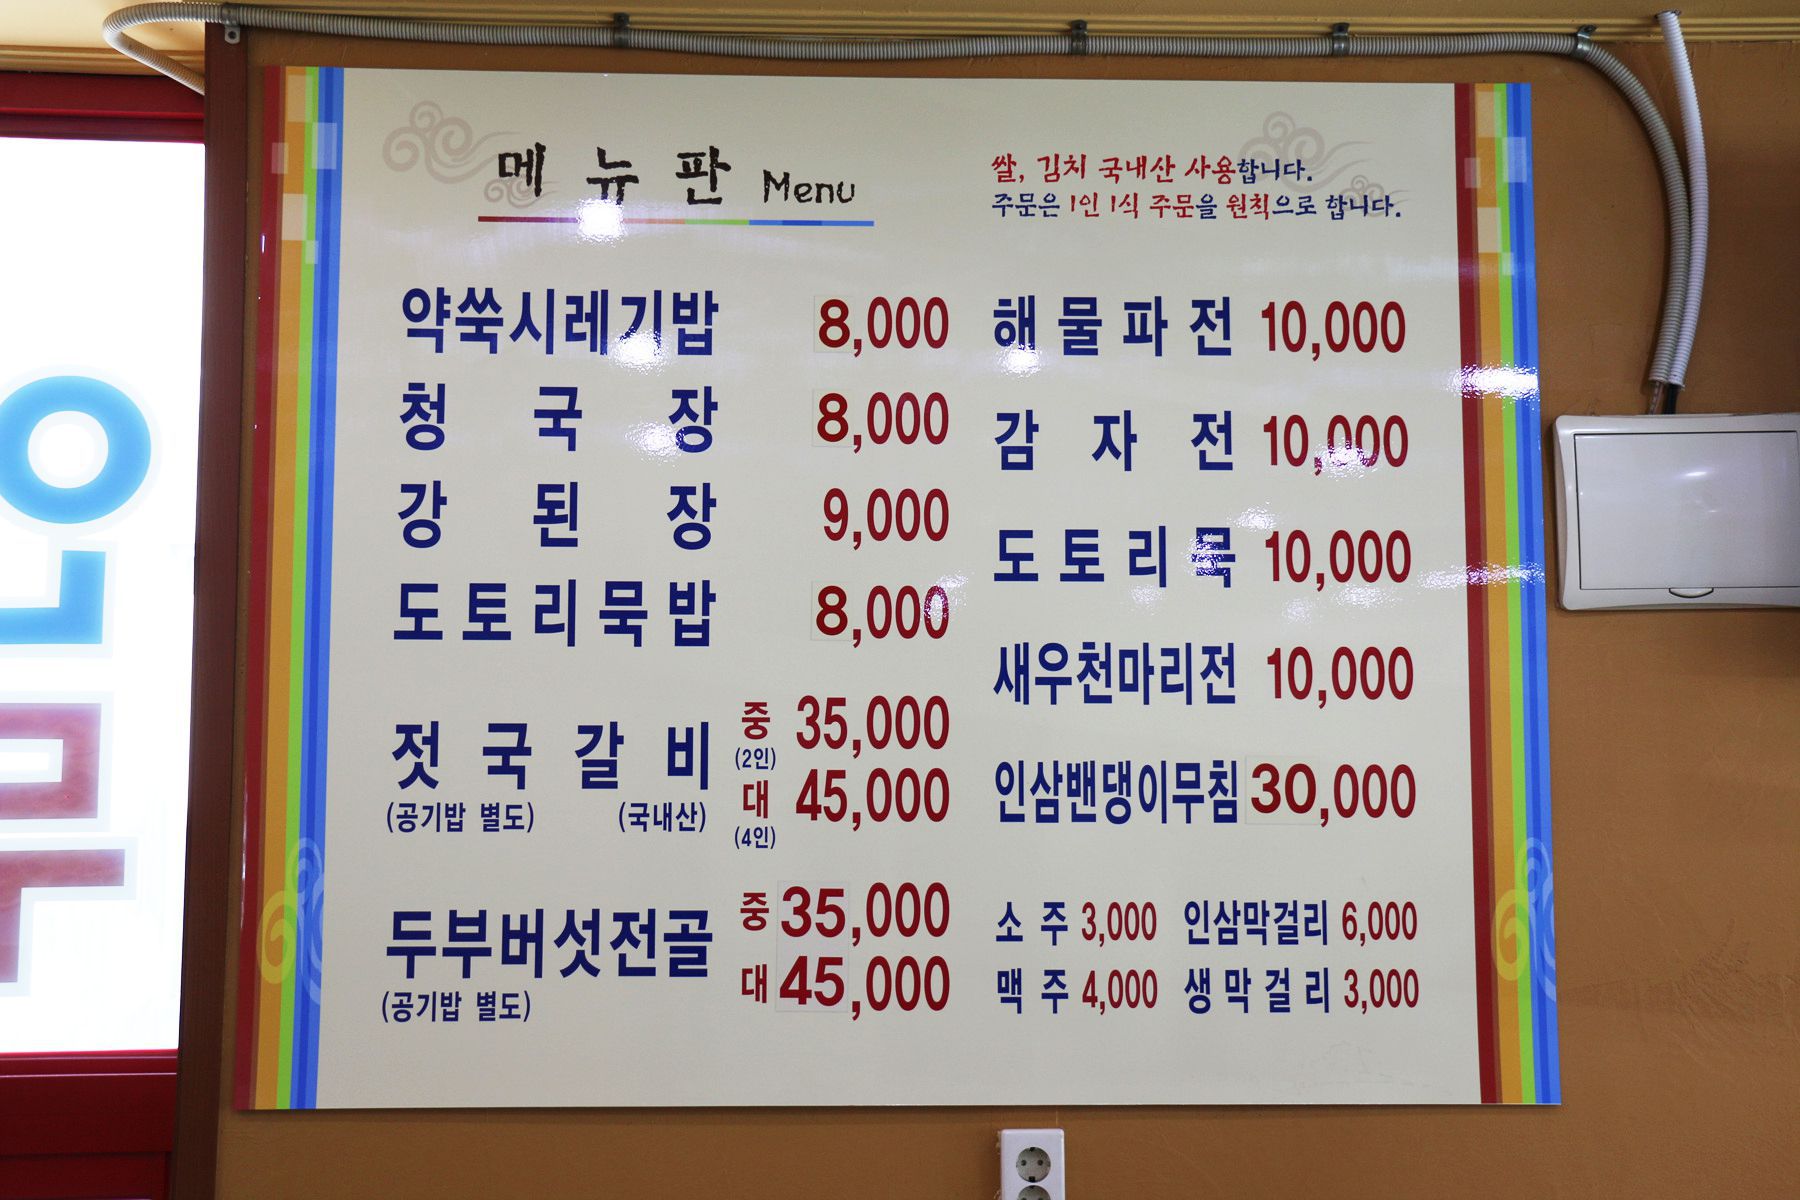 메뉴판 Menu
쌀, 김치 국내산 사용합니다.
주문은 1인 1식 주문을 원칙으로 합니다.
약쑥시레기밥 8,000
청국장 8,000
강된장 9,000
도토리묵밥 8,000
젓국갈비 중 35,000
(2인)
대 45,000
(공기밥 별도) (국내산) (4인)
두부버섯전골 중 35,000
대 45,000
(공기밥 별도)
해물파전 10,000
감자전 10,000
도토리묵 10,000
새우천마리전 10,000
인삼밴댕이무침 30,000
소주 3,000 인삼막걸리 6,000
맥주 4,000 생막걸리 3,000